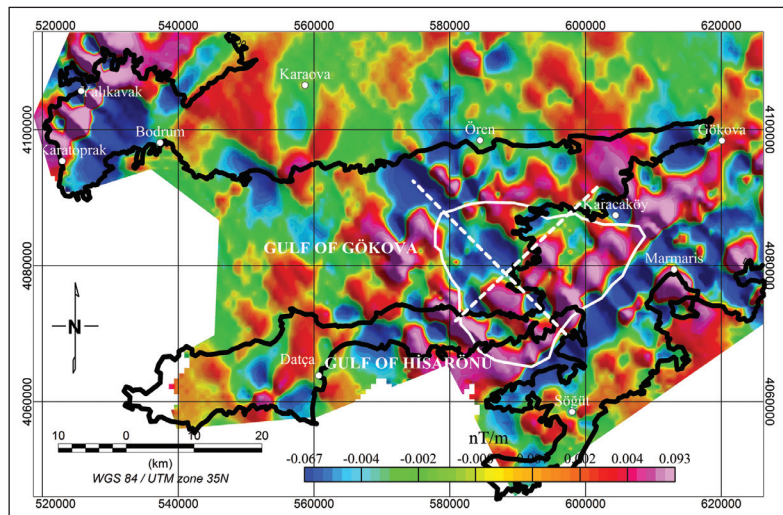 520000 540000 560000 580000 600000 620000
Karaova
Yalıkavak
4100000 Bodrum Ören Gökova 4100000
Karatoprak
Karacaköy
GULF OF GÖKOVA
Marmaris
4080000 4080000
N
Datça GULF OF HİSARÖNÜ
4060000 Söğüt 4060000
nT/m
10 0 10 20
(km)
-0.067 -0.004 -0.002 0.002 0.004 0.093
WGS 84 / UTM zone 35N
520000 540000 560000 580000 600000 620000